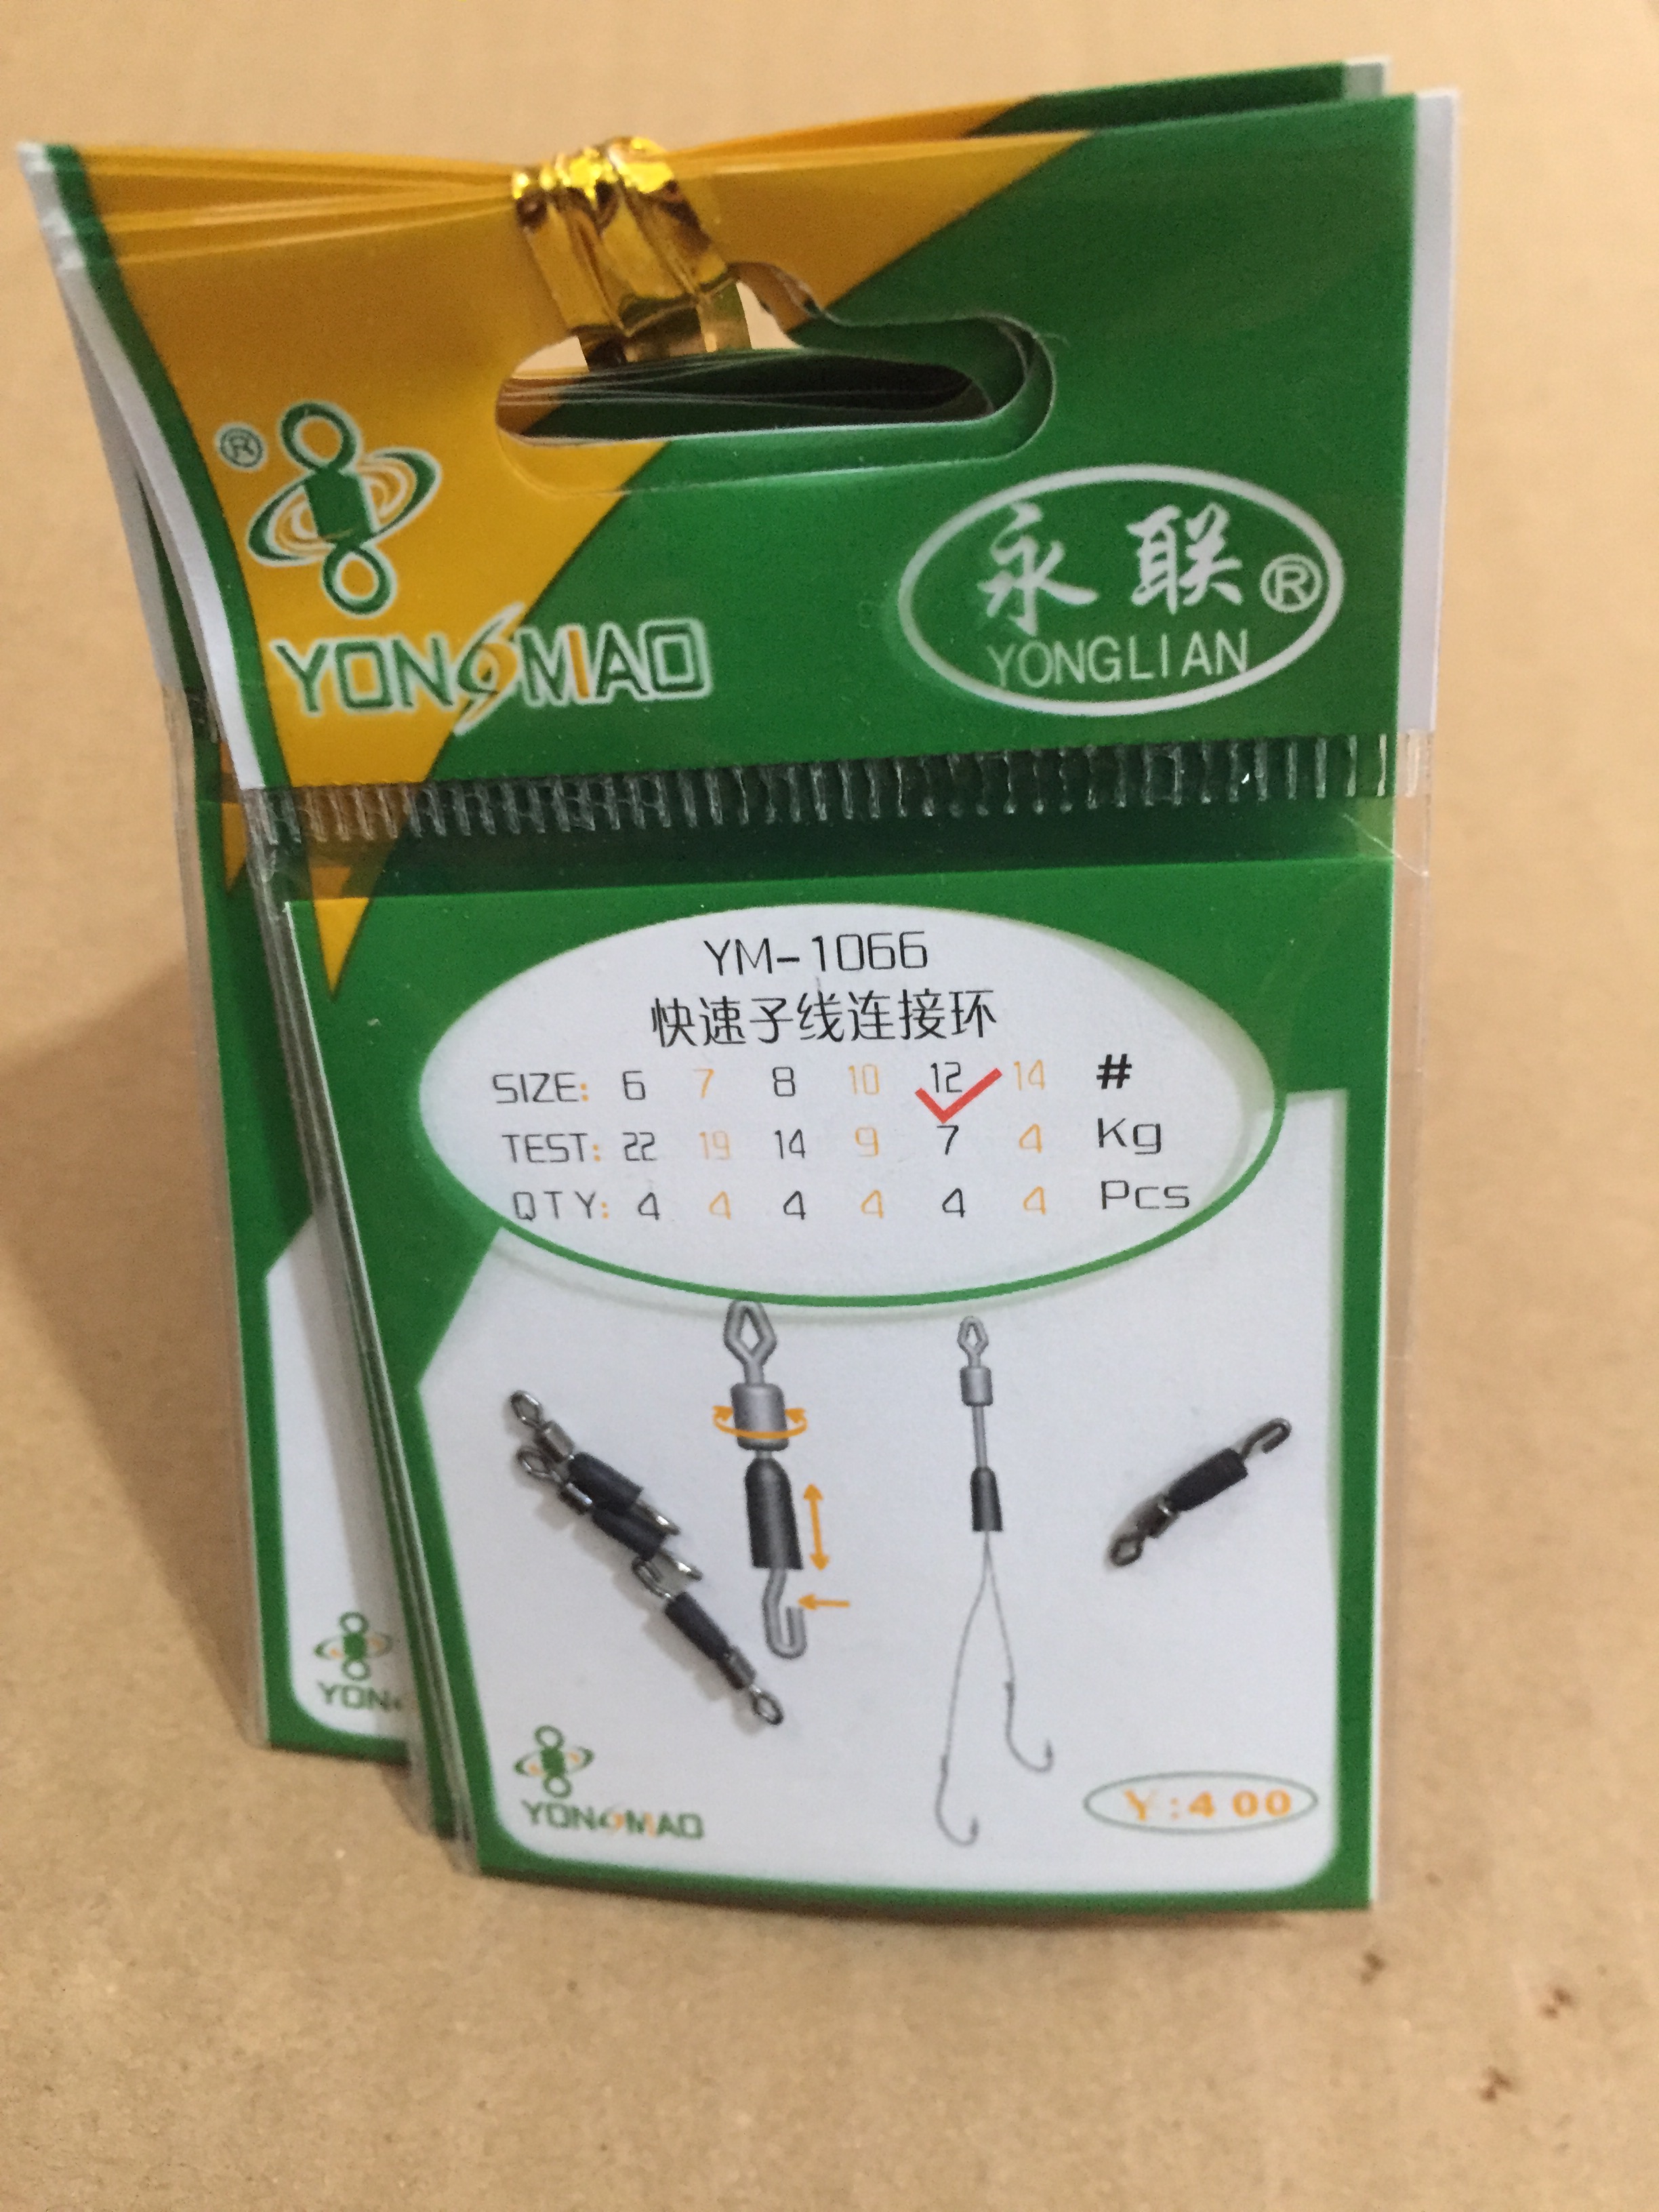 ®
YONGMAO
永联®
YONGLIAN
YM-1066
快速子线连接环
SIZE: 6 7 8 10 12 14 #
TEST: 22 19 14 9 7 4 Kg
QTY: 4 4 4 4 4 4 Pcs
YONGMAO
Y:4 00
YON